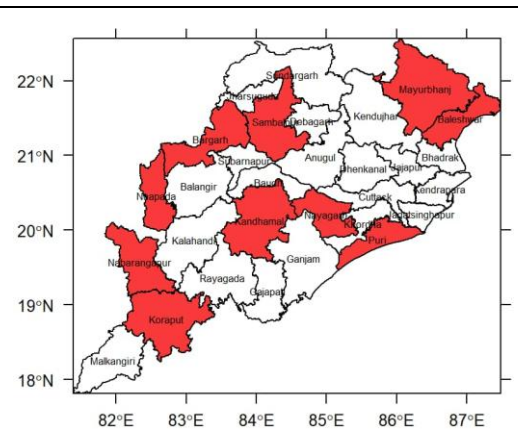 22°N
21°N
20°N
19°N
18°N
82°E 83°E 84°E 85°E 86°E 87°E
Sundargarh
Jharsuguda
Mayurbhanj
Sambalpur
Debagarh
Kendujhar
Baleshwar
Bargarh
Subarnapur
Anugul
Bhadrak
Dhenkanal
Jajapur
Nuapada
Balangir
Baudh
Kendrapara
Cuttack
Kandhamal
Nayagarh
Jagatsinghapur
Khordha
Puri
Kalahandi
Nabarangapur
Ganjam
Rayagada
Gajapati
Koraput
Malkangiri